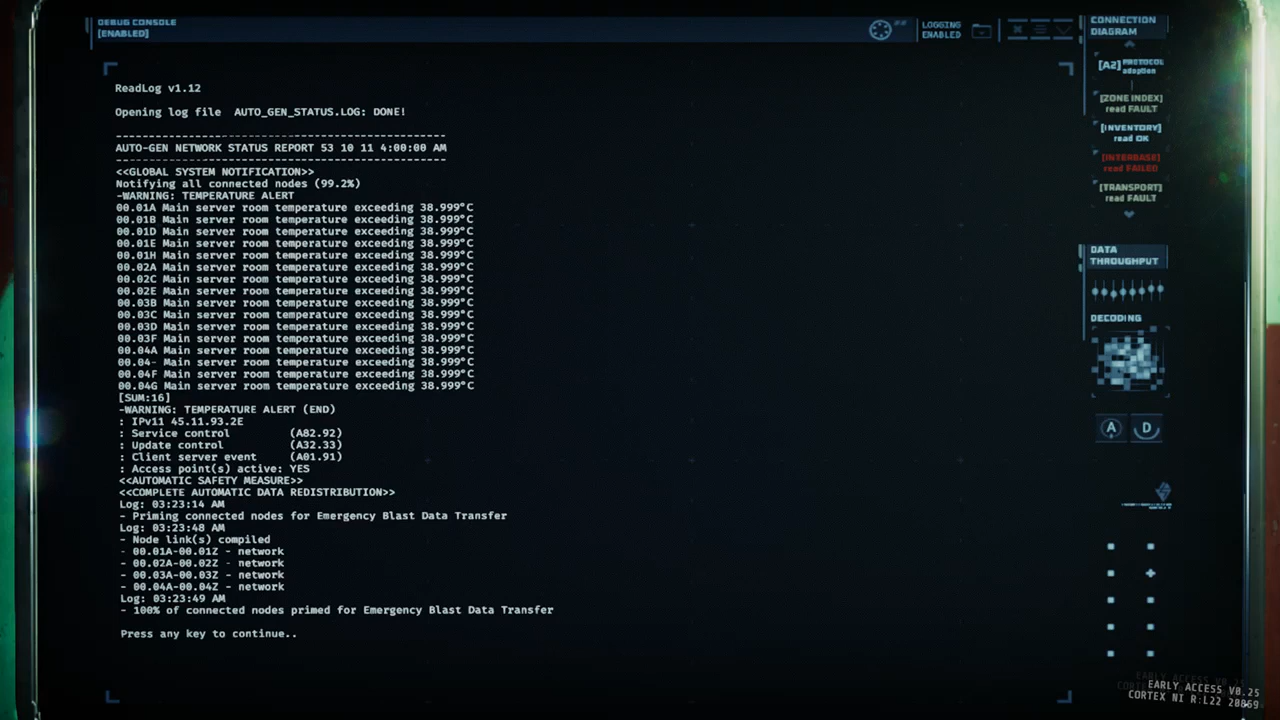 DEBUG CONSOLE
[ENABLED]
LOGGING
ENABLED
ReadLog v1.12
Opening log file  AUTO_GEN_STATUS.LOG: DONE!
--------------------------------------------------
AUTO-GEN NETWORK STATUS REPORT 53 10 11 4:00:00 AM
--------------------------------------------------
<<GLOBAL SYSTEM NOTIFICATION>>
Notifying all connected nodes (99.2%)
-WARNING: TEMPERATURE ALERT
00.01A Main server room temperature exceeding 38.999°C
00.01B Main server room temperature exceeding 38.999°C
00.01D Main server room temperature exceeding 38.999°C
00.01E Main server room temperature exceeding 38.999°C
00.01H Main server room temperature exceeding 38.999°C
00.02A Main server room temperature exceeding 38.999°C
00.02C Main server room temperature exceeding 38.999°C
00.02E Main server room temperature exceeding 38.999°C
00.03B Main server room temperature exceeding 38.999°C
00.03C Main server room temperature exceeding 38.999°C
00.03D Main server room temperature exceeding 38.999°C
00.03F Main server room temperature exceeding 38.999°C
00.04A Main server room temperature exceeding 38.999°C
00.04- Main server room temperature exceeding 38.999°C
00.04F Main server room temperature exceeding 38.999°C
00.04G Main server room temperature exceeding 38.999°C
[SUM:16]
-WARNING: TEMPERATURE ALERT (END)
: IPv11 45.11.93.2E
: Service control         (A82.92)
: Update control          (A32.33)
: Client server event     (A01.91)
: Access point(s) active: YES
<<AUTOMATIC SAFETY MEASURE>>
<<COMPLETE AUTOMATIC DATA REDISTRIBUTION>>
Log: 03:23:14 AM
- Priming connected nodes for Emergency Blast Data Transfer
Log: 03:23:48 AM
- Node link(s) compiled
- 00.01A-00.01Z - network
- 00.02A-00.02Z - network
- 00.03A-00.03Z - network
- 00.04A-00.04Z - network
Log: 03:23:49 AM
- 100% of connected nodes primed for Emergency Blast Data Transfer
Press any key to continue..
CONNECTION
DIAGRAM
[A2] PROTOCOL
adaption
[ZONE INDEX]
read FAULT
[INVENTORY]
read OK
[INTERBASE]
read FAILED
[TRANSPORT]
read FAULT
DATA
THROUGHPUT
DECODING
A D
EARLY ACCESS V0.25
CORTEX NI R:L22 20869